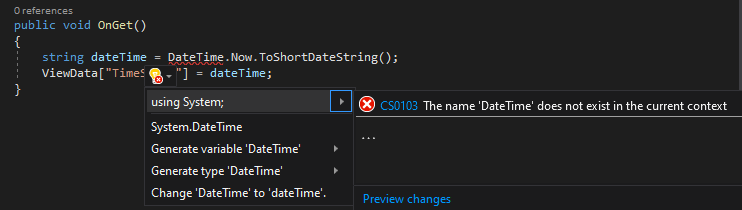 0 references
public void OnGet()
{
string dateTime = DateTime.Now.ToShortDateString();
ViewData["TimeS "] = dateTime;
}
using System;
CS0103 The name 'DateTime' does not exist in the current context
...
System.DateTime
Generate variable 'DateTime'
Generate type 'DateTime'
Change 'DateTime' to 'dateTime'.
Preview changes